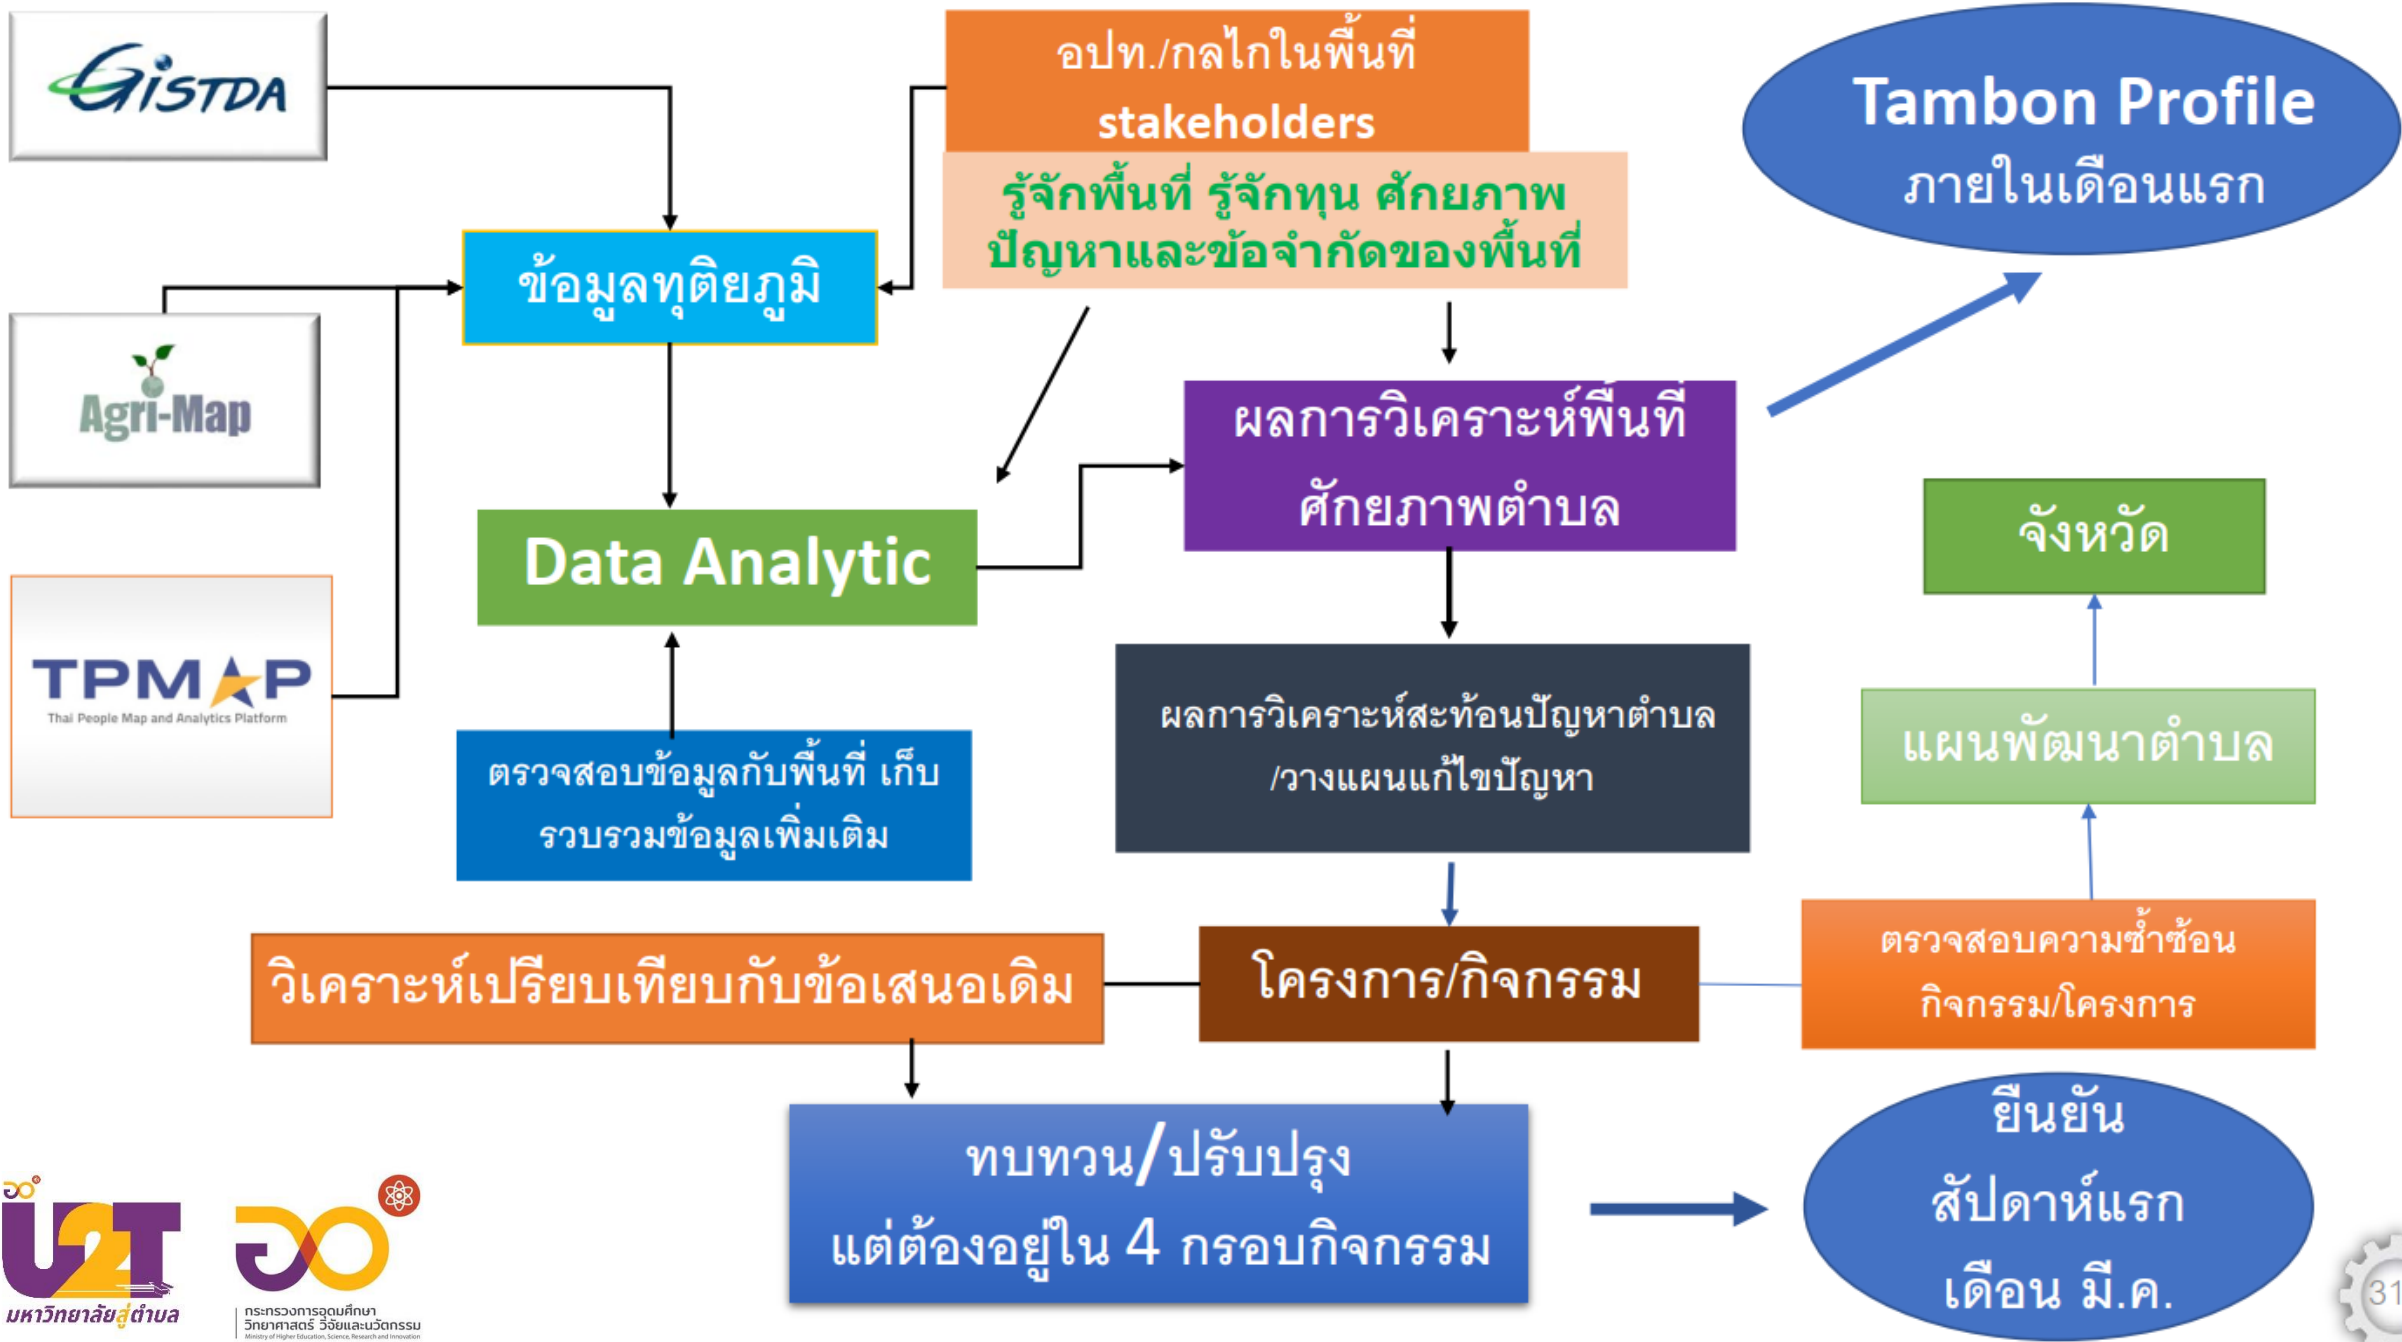 GISTDA
อปท./กลไกในพื้นที่
stakeholders
รู้จักพื้นที่ รู้จักทุน ศักยภาพ
ปัญหาและข้อจำกัดของพื้นที่
Tambon Profile
ภายในเดือนแรก
ข้อมูลทุติยภูมิ
Agri-Map
ผลการวิเคราะห์พื้นที่
ศักยภาพตำบล
Data Analytic
จังหวัด
TPMAP
Thai People Map and Analytics Platform
ผลการวิเคราะห์สะท้อนปัญหาตำบล
/วางแผนแก้ไขปัญหา
แผนพัฒนาตำบล
ตรวจสอบข้อมูลกับพื้นที่ เก็บ
รวบรวมข้อมูลเพิ่มเติม
วิเคราะห์เปรียบเทียบกับข้อเสนอเดิม
โครงการ/กิจกรรม
ตรวจสอบความซ้ำซ้อน
กิจกรรม/โครงการ
ทบทวน/ปรับปรุง
แต่ต้องอยู่ใน 4 กรอบกิจกรรม
ยืนยัน
สัปดาห์แรก
เดือน มี.ค.
U2T
มหาวิทยาลัยสู่ตำบล
กระทรวงการอุดมศึกษา
วิทยาศาสตร์ วิจัยและนวัตกรรม
Ministry of Higher Education, Science, Research and Innovation
31